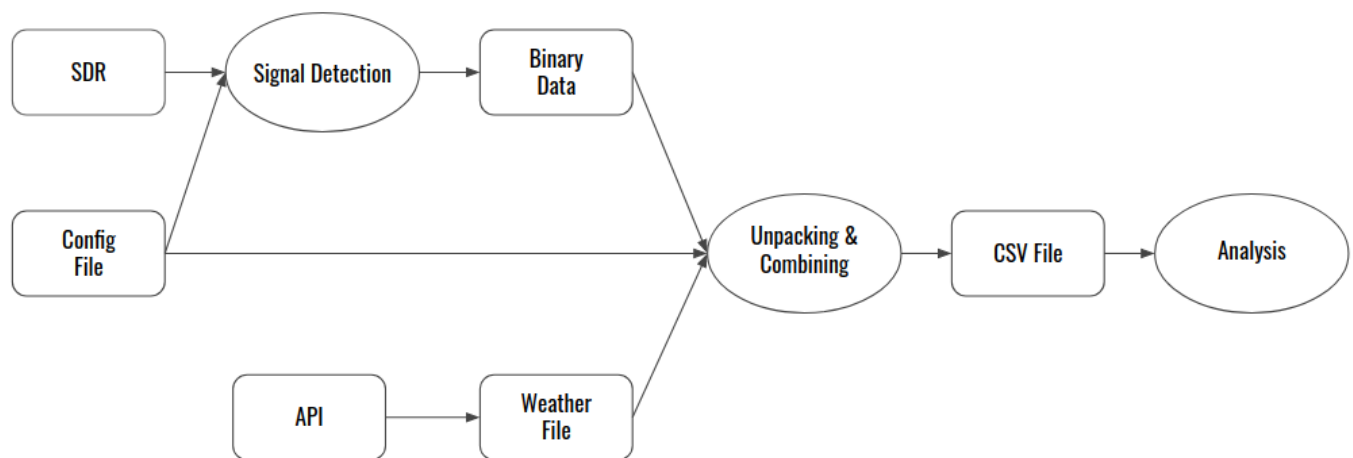 SDR
Signal Detection
Binary
Data
Config
File
Unpacking &
Combining
CSV File
Analysis
API
Weather
File